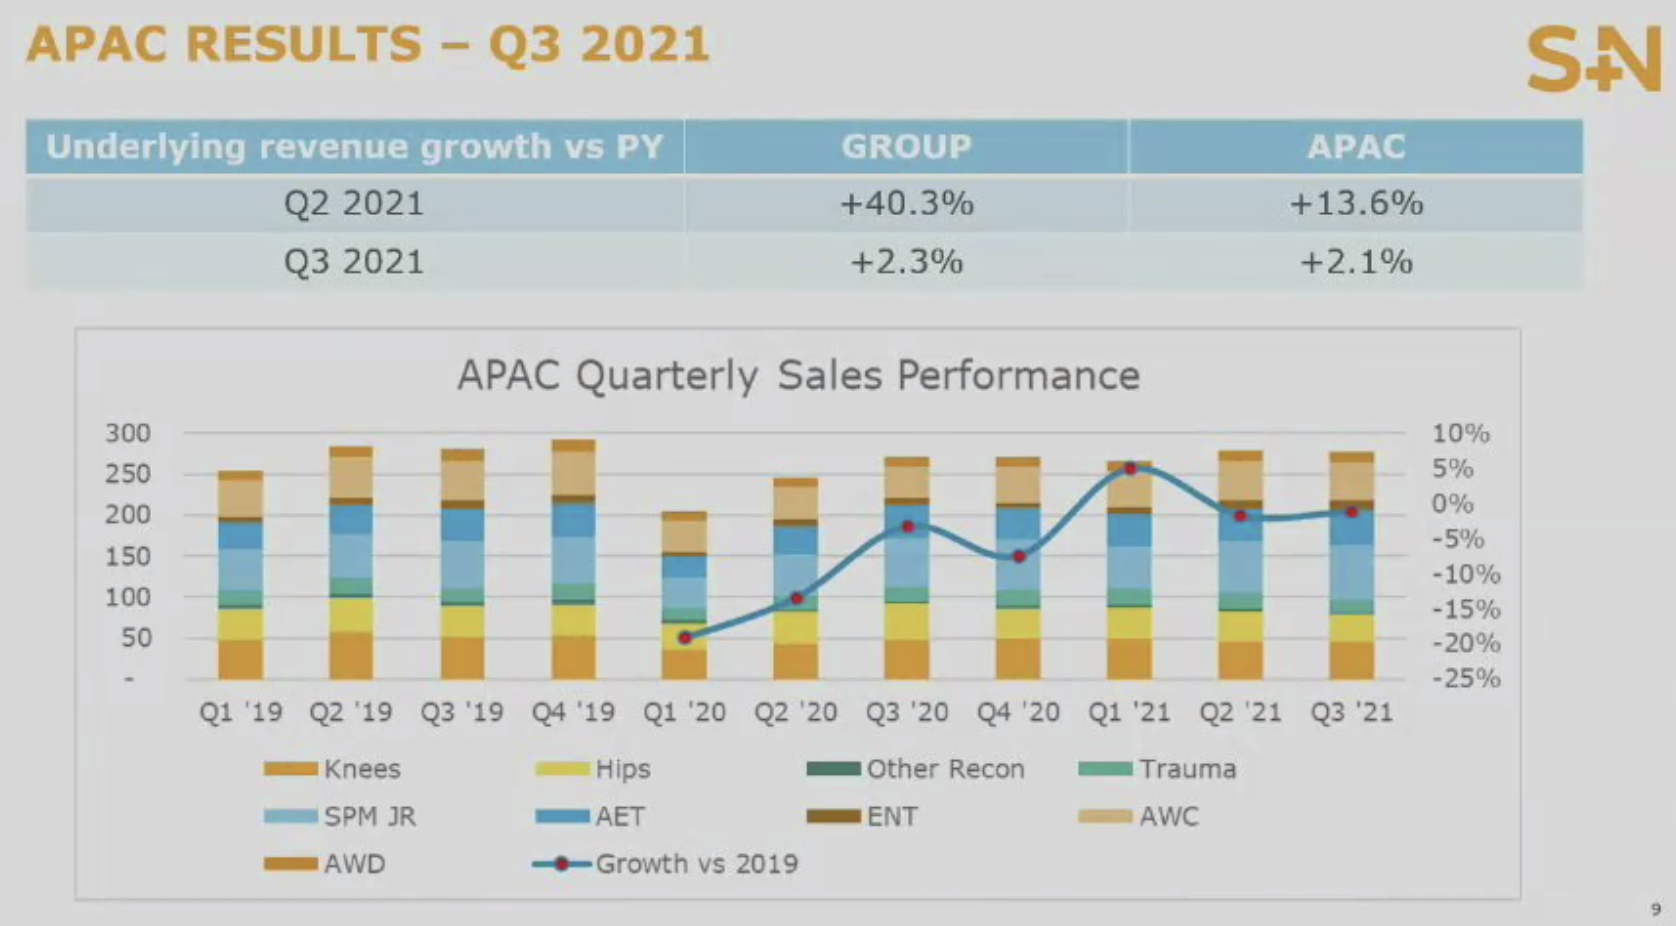 APAC RESULTS – Q3 2021
S+N
Underlying revenue growth vs PY GROUP APAC
Q2 2021 +40.3% +13.6%
Q3 2021 +2.3% +2.1%
APAC Quarterly Sales Performance
300 10%
250 5%
200 0%
150 -5%
100 -10%
50 -15%
- -20%
-25%
Q1 '19 Q2 '19 Q3 '19 Q4 '19 Q1 '20 Q2 '20 Q3 '20 Q4 '20 Q1 '21 Q2 '21 Q3 '21
Knees Hips Other Recon Trauma
SPM JR AET ENT AWC
AWD Growth vs 2019
9